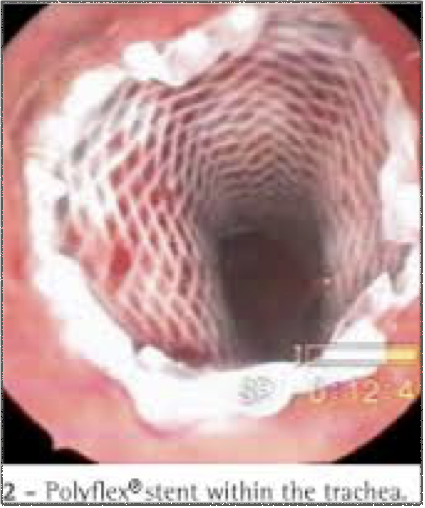 2 – Polyflex® stent within the trachea.